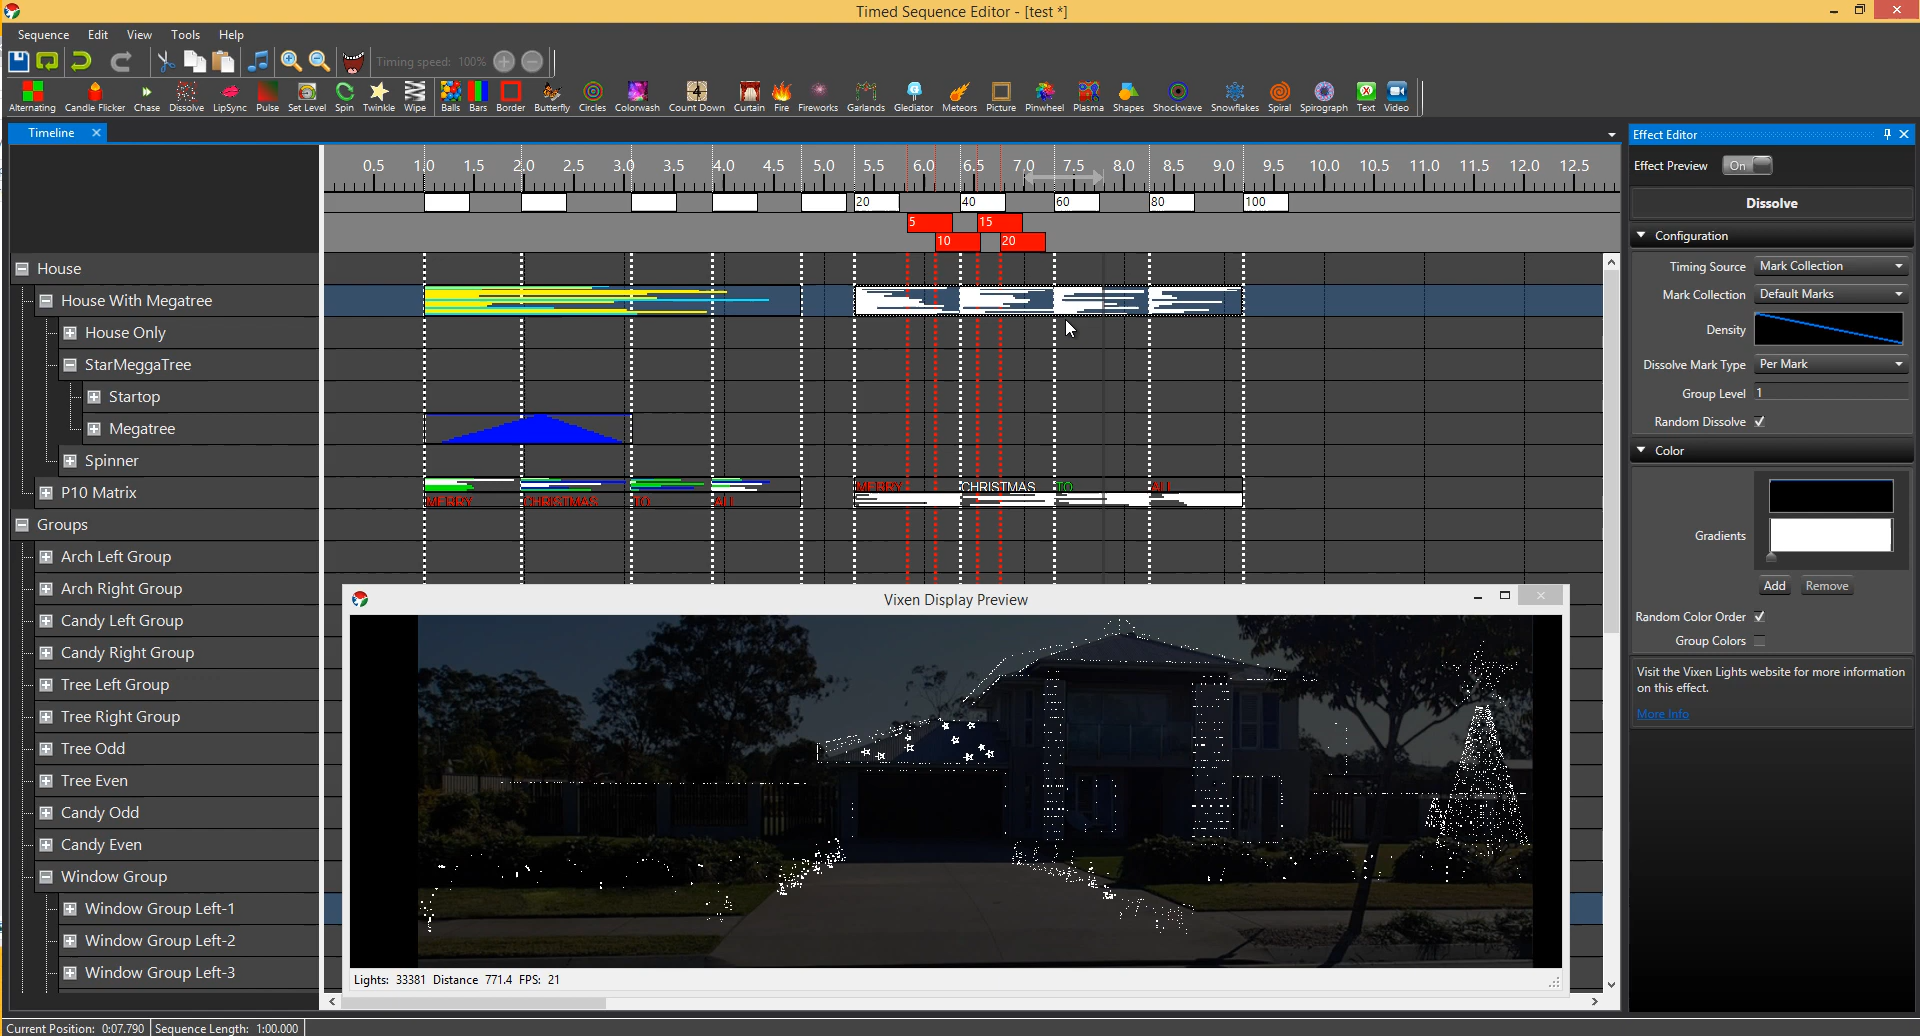 Timed Sequence Editor - [test *]
Sequence Edit View Tools Help
Timing speed: 100%
Alternating Candle Flicker Chase Dissolve LipSync Pulse Set Level Spin Twinkle Wipe Balls Bars Border Butterfly Circles Colorwash Count Down Curtain Fire Fireworks Garlands Glediator Meteors Picture Pinwheel Plasma Shapes Shockwave Snowflakes Spiral Spirograph Text Video
Timeline
0.5 1.0 1.5 2.0 2.5 3.0 3.5 4.0 4.5 5.0 5.5 6.0 6.5 7.0 7.5 8.0 8.5 9.0 9.5 10.0 10.5 11.0 11.5 12.0 12.5
20 40 60 80 100
5 15
10 20
House
House With Megatree
House Only
StarMeggaTree
Startop
Megatree
Spinner
P10 Matrix
MERRY CHRISTMAS TO ALL
MERRY CHRISTMAS TO ALL
Groups
Arch Left Group
Arch Right Group
Candy Left Group
Candy Right Group
Tree Left Group
Tree Right Group
Tree Odd
Tree Even
Candy Odd
Candy Even
Window Group
Window Group Left-1
Window Group Left-2
Window Group Left-3
Vixen Display Preview
Lights: 33381 Distance 771.4 FPS: 21
Effect Editor
Effect Preview On
Dissolve
Configuration
Timing Source Mark Collection
Mark Collection Default Marks
Density
Dissolve Mark Type Per Mark
Group Level 1
Random Dissolve
Color
Gradients
Add Remove
Random Color Order
Group Colors
Visit the Vixen Lights website for more information
on this effect.
More Info
Current Position: 0:07.790 Sequence Length: 1:00.000